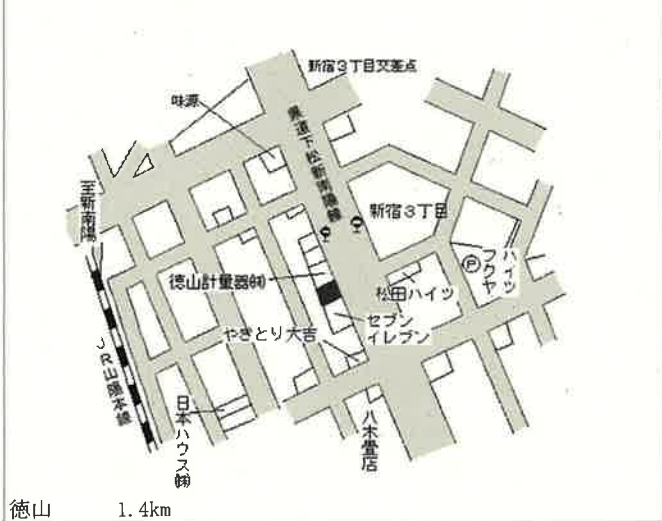 新宿3丁目交差点
味源
県道下松新南陽線
至新南陽
新宿3丁目
ハイツフクヤ
P
徳山計量器㈱
松田ハイツ
セブンイレブン
やきとり大吉
JR山陽本線
日本ハウス㈱
八木畳店
徳山 1.4km